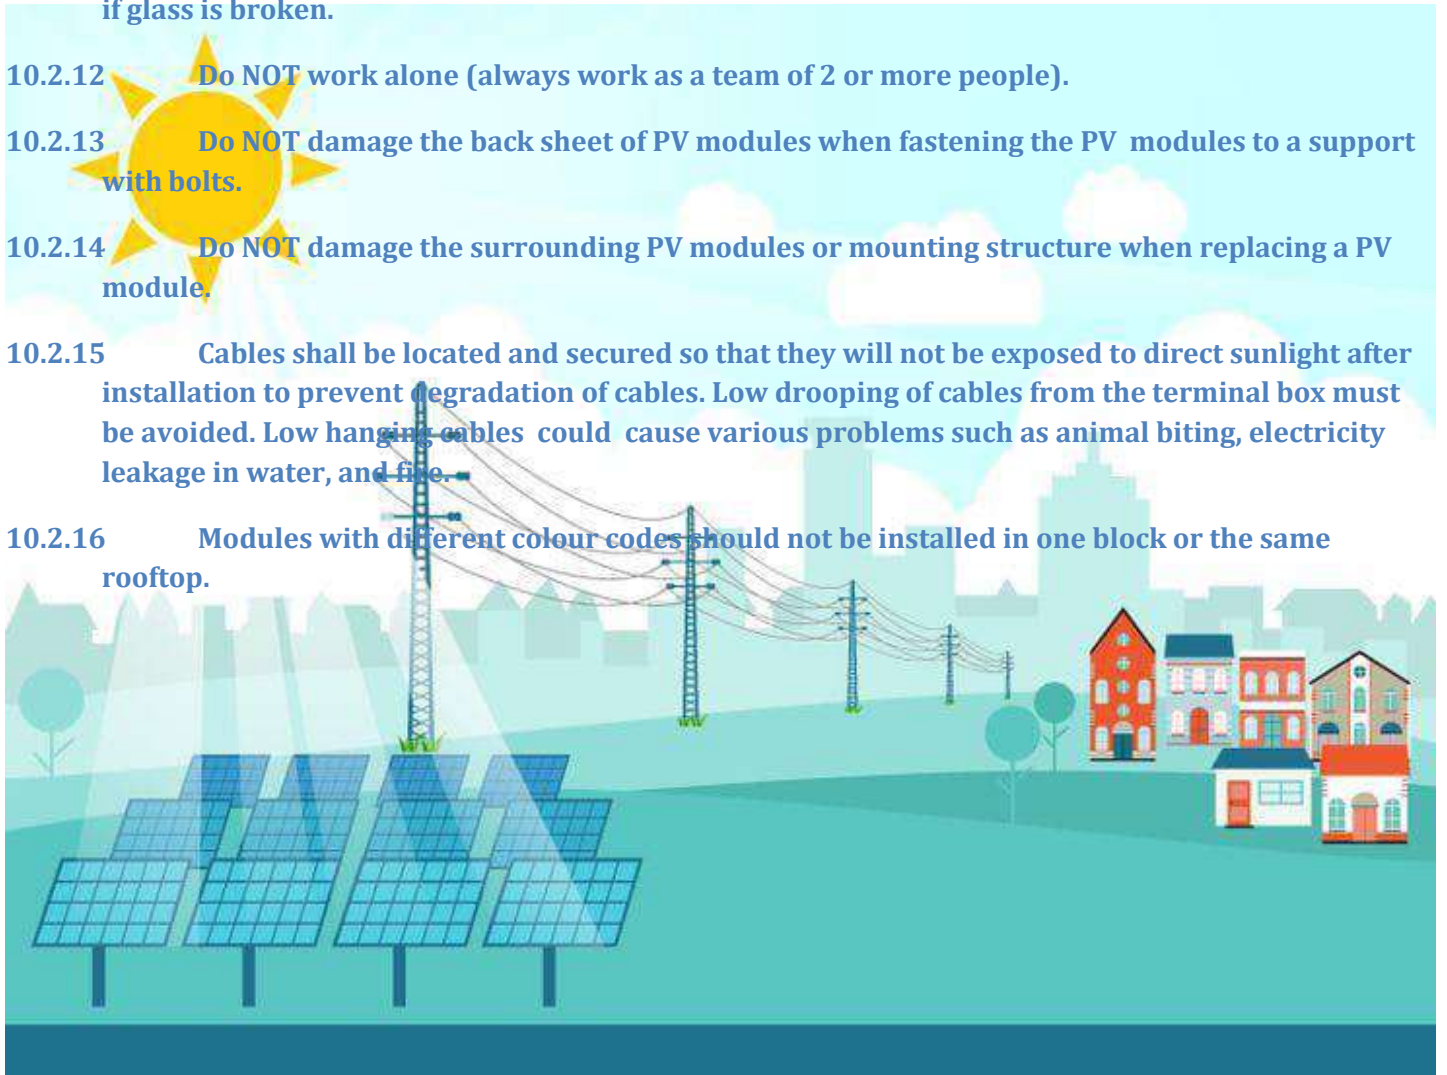 if glass is broken.
10.2.12 Do NOT work alone (always work as a team of 2 or more people).
10.2.13 Do NOT damage the back sheet of PV modules when fastening the PV modules to a support
with bolts.
10.2.14 Do NOT damage the surrounding PV modules or mounting structure when replacing a PV
module.
10.2.15 Cables shall be located and secured so that they will not be exposed to direct sunlight after
installation to prevent degradation of cables. Low drooping of cables from the terminal box must
be avoided. Low hanging cables could cause various problems such as animal biting, electricity
leakage in water, and fire.
10.2.16 Modules with different colour codes should not be installed in one block or the same
rooftop.